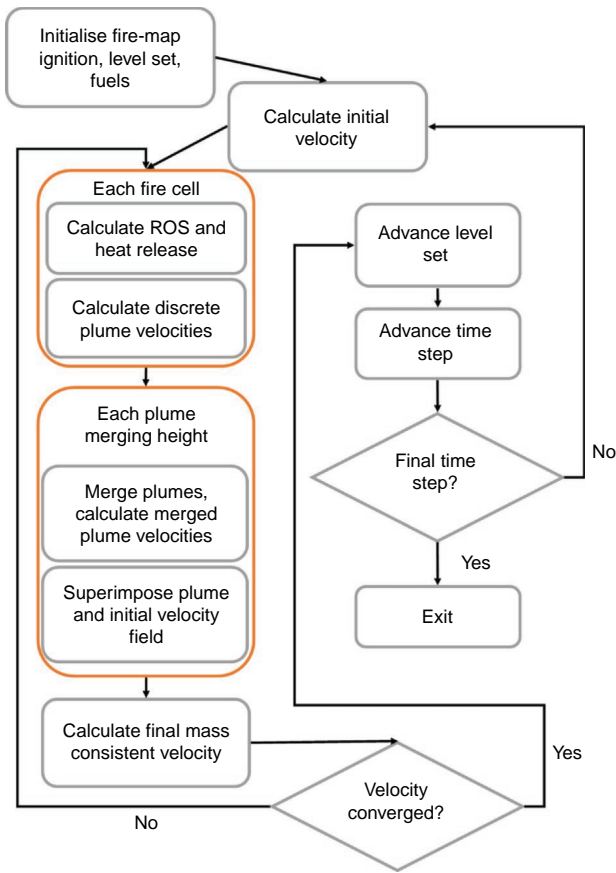 Initialise fire-map
ignition, level set,
fuels
Calculate initial
velocity
Each fire cell
Calculate ROS and
heat release
Calculate discrete
plume velocities
Each plume
merging height
Merge plumes,
calculate merged
plume velocities
Superimpose plume
and initial velocity
field
Calculate final mass
consistent velocity
Velocity
converged?
No
Yes
Advance level
set
Advance time
step
Final time
step?
No
Yes
Exit